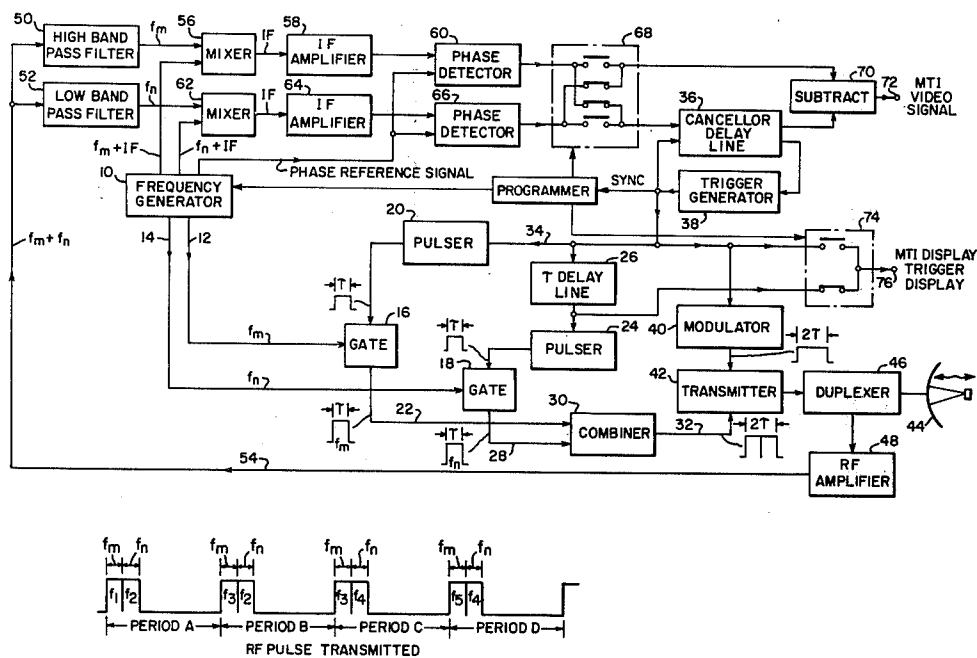 50
HIGH BAND
PASS FILTER
fm
56
MIXER
IF
58
IF
AMPLIFIER
60
PHASE
DETECTOR
68
52
LOW BAND
PASS FILTER
fn
62
MIXER
IF
64
IF
AMPLIFIER
66
PHASE
DETECTOR
36
CANCELLOR
DELAY
LINE
SUBTRACT
70
72
MTI
VIDEO
SIGNAL
fm+IF
fn+IF
PHASE REFERENCE SIGNAL
10
FREQUENCY
GENERATOR
PROGRAMMER
SYNC
TRIGGER
GENERATOR
38
14
12
fm+fn
20
PULSER
34
26
T DELAY
LINE
74
MTI DISPLAY
TRIGGER
DISPLAY
76
T
16
GATE
fm
T
24
PULSER
40
MODULATOR
2T
18
GATE
fn
42
TRANSMITTER
46
DUPLEXER
44
T
fm
22
T
fn
28
30
COMBINER
32
2T
48
RF
AMPLIFIER
54
fm fn fm fn fm fn fm fn
f1 f2 f3 f2 f3 f4 f5 f4
PERIOD A PERIOD B PERIOD C PERIOD D
RF PULSE TRANSMITTED